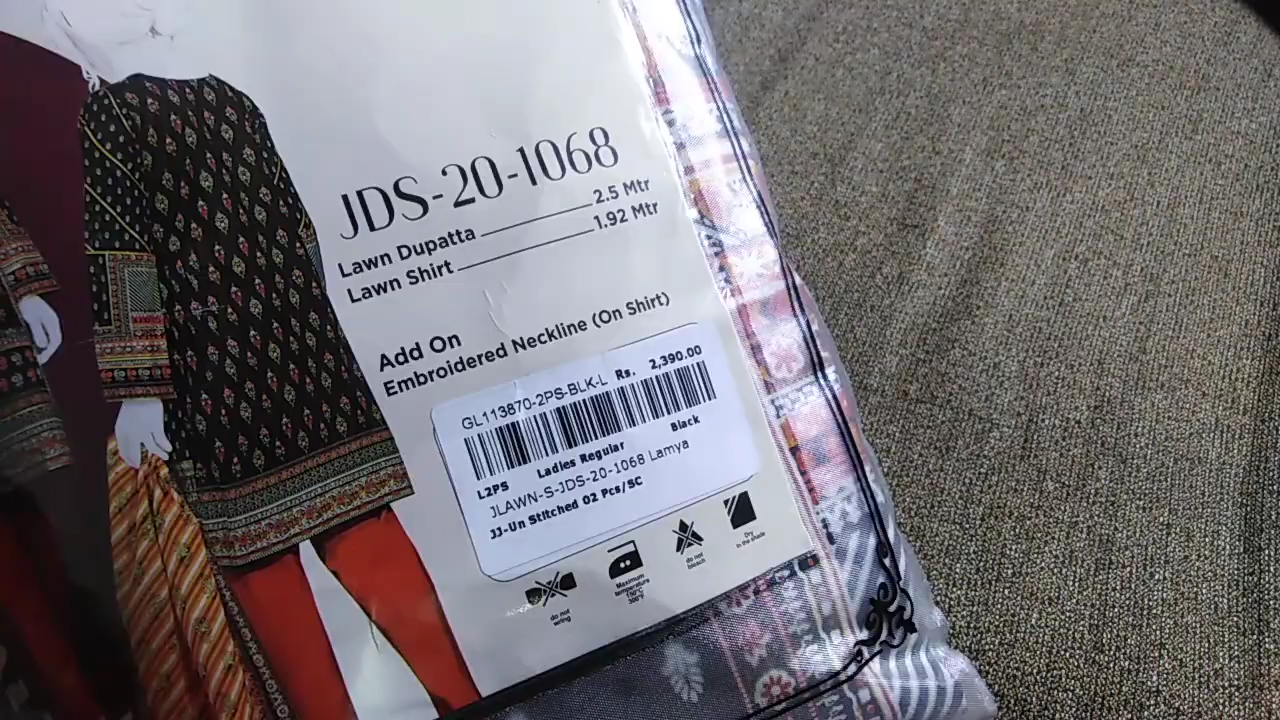 JDS-20-1068
Lawn Dupatta 2.5 Mtr
Lawn Shirt 1.92 Mtr
Add On
Embroidered Neckline (On Shirt)
GL113870-2PS-BLK-L Rs. 2,390.00
L2PS Ladies Regular Black
JLAWN-S-JDS-20-1068 Lamya
JJ-Un Stitched 02 Pcs/SC
do not
wring
Maximum
temperature
150°C
300°F
do not
bleach
Dry
in the shade